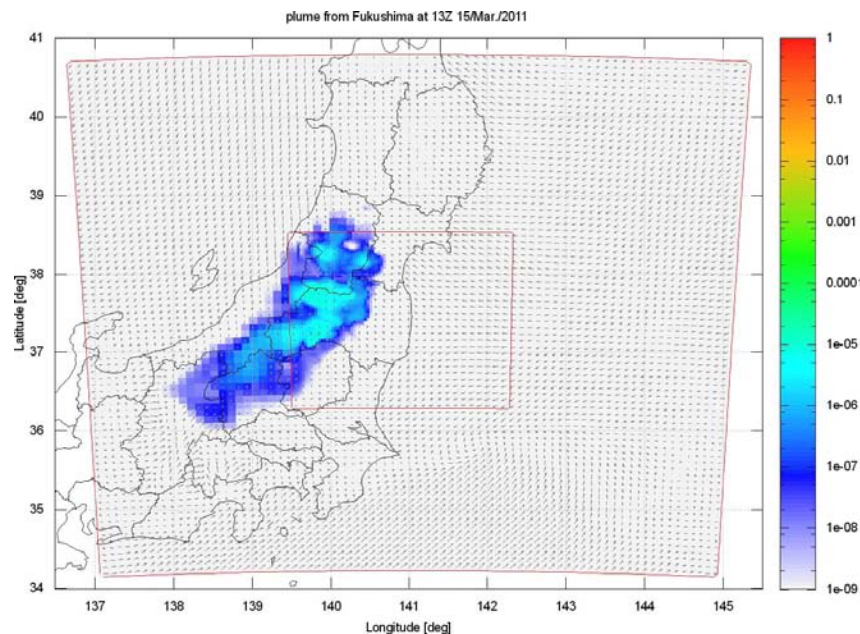 plume from Fukushima at 13Z 15/Mar./2011
41
40
39
38
37
36
35
34
Latitude [deg]
137
138
139
140
141
142
143
144
145
Longitude [deg]
1
0.1
0.01
0.001
0.0001
1e-05
1e-06
1e-07
1e-08
1e-09